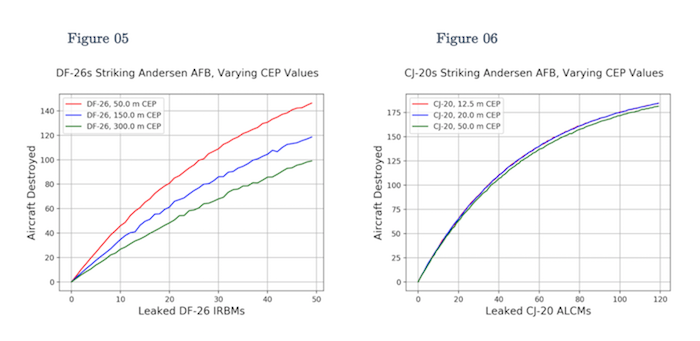 Figure 05
DF-26s Striking Andersen AFB, Varying CEP Values
DF-26, 50.0 m CEP
DF-26, 150.0 m CEP
DF-26, 300.0 m CEP
Aircraft Destroyed
140
120
100
80
60
40
20
0
0 10 20 30 40 50
Leaked DF-26 IRBMs
Figure 06
CJ-20s Striking Andersen AFB, Varying CEP Values
CJ-20, 12.5 m CEP
CJ-20, 20.0 m CEP
CJ-20, 50.0 m CEP
Aircraft Destroyed
175
150
125
100
75
50
25
0
0 20 40 60 80 100 120
Leaked CJ-20 ALCMs